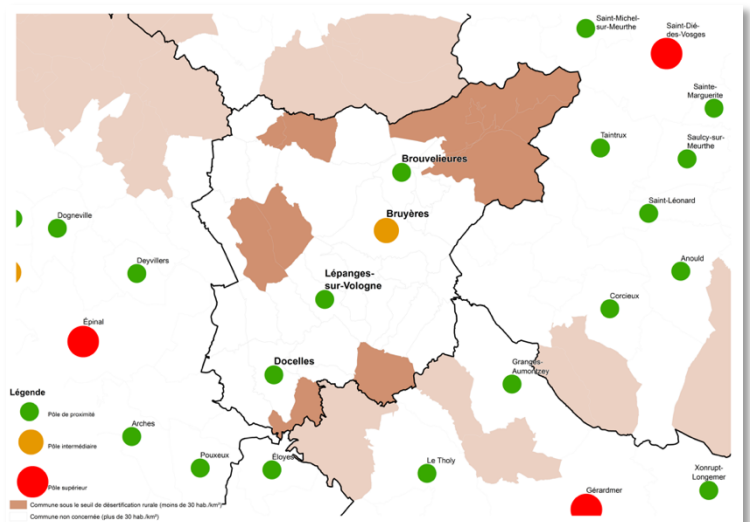 Saint-Michel-
sur-Meurthe
Saint-Dié-
des-Vosges
Sainte-
Marguerite
Taintrux
Saulcy-sur-
Meurthe
Brouvelieures
Saint-Léonard
Dogneville
Bruyères
Deyvillers
Anould
Lépanges-
sur-Vologne
Corcieux
Épinal
Docelles
Granges-
Aumontzey
Légende
Pôle de proximité
Arches
Pôle intermédiaire
Pouxeux
Éloyes
Le Tholy
Xonrupt-
Longemer
Pôle supérieur
Gérardmer
Commune sous le seuil de désertification rurale (moins de 30 hab./km²)
Commune non concernée (plus de 30 hab./km²)